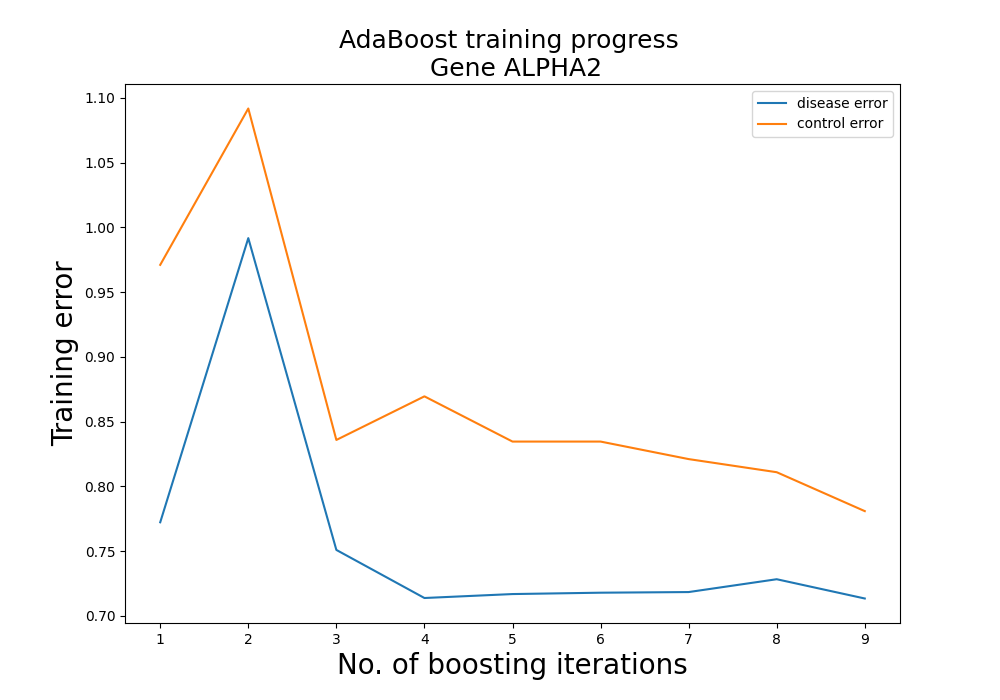 AdaBoost training progress
Gene ALPHA2
disease error
control error
1.10
1.05
1.00
0.95
0.90
0.85
0.80
0.75
0.70
Training error
1 2 3 4 5 6 7 8 9
No. of boosting iterations